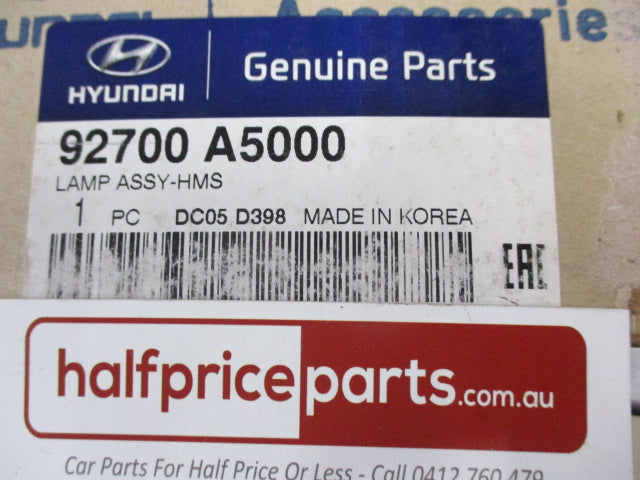 HYUNDAI
Genuine Parts
92700 A5000
LAMP ASSY-HMS
1 PC DC05 D398 MADE IN KOREA
EAC
halfpriceparts.com.au
Car Parts For Half Price Or Less - Call 0412 760 479